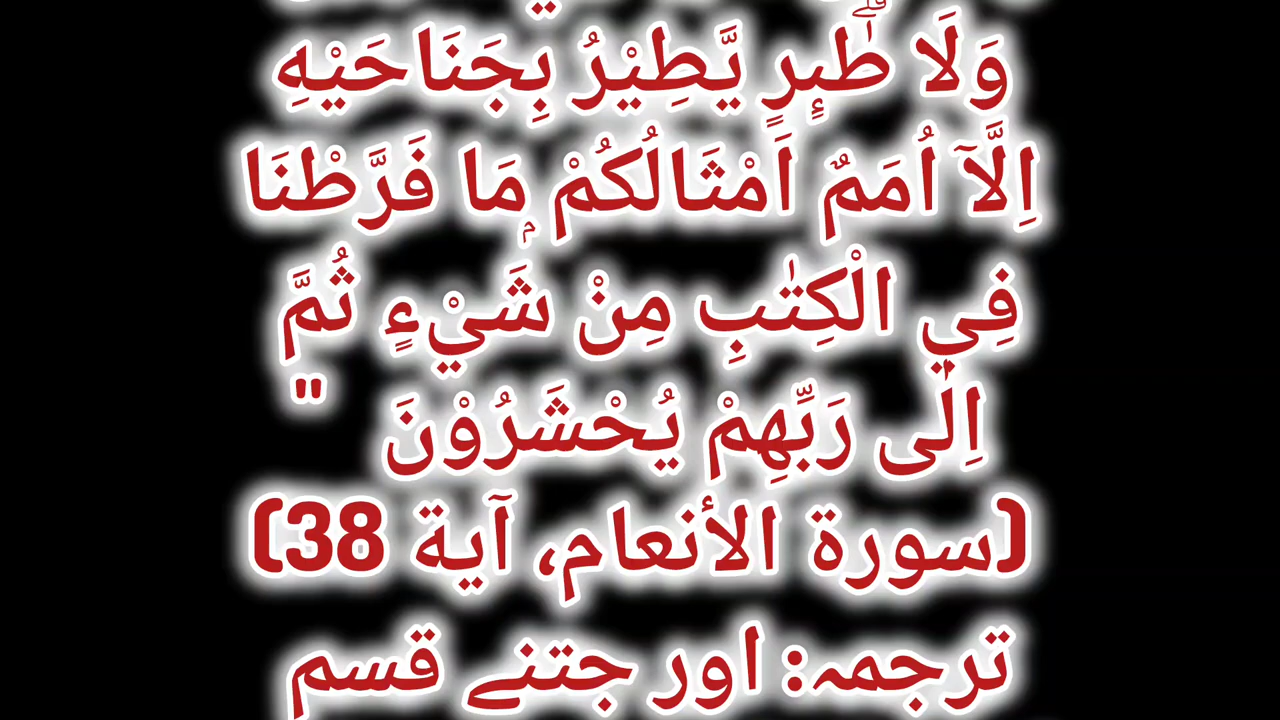 وَلَا طٰٓىٕرٍ یَّطِیْرُ بِجَنَاحَیْهِ
اِلَّاۤ اُمَمٌ اَمْثَالُكُمْ مَا فَرَّطْنَا
فِي الْكِتٰبِ مِنْ شَيْءٍ ثُمَّ
اِلٰى رَبِّهِمْ یُحْشَرُوْنَ "
(سورة الأنعام، آية 38)
ترجمہ: اور جتنے قسم